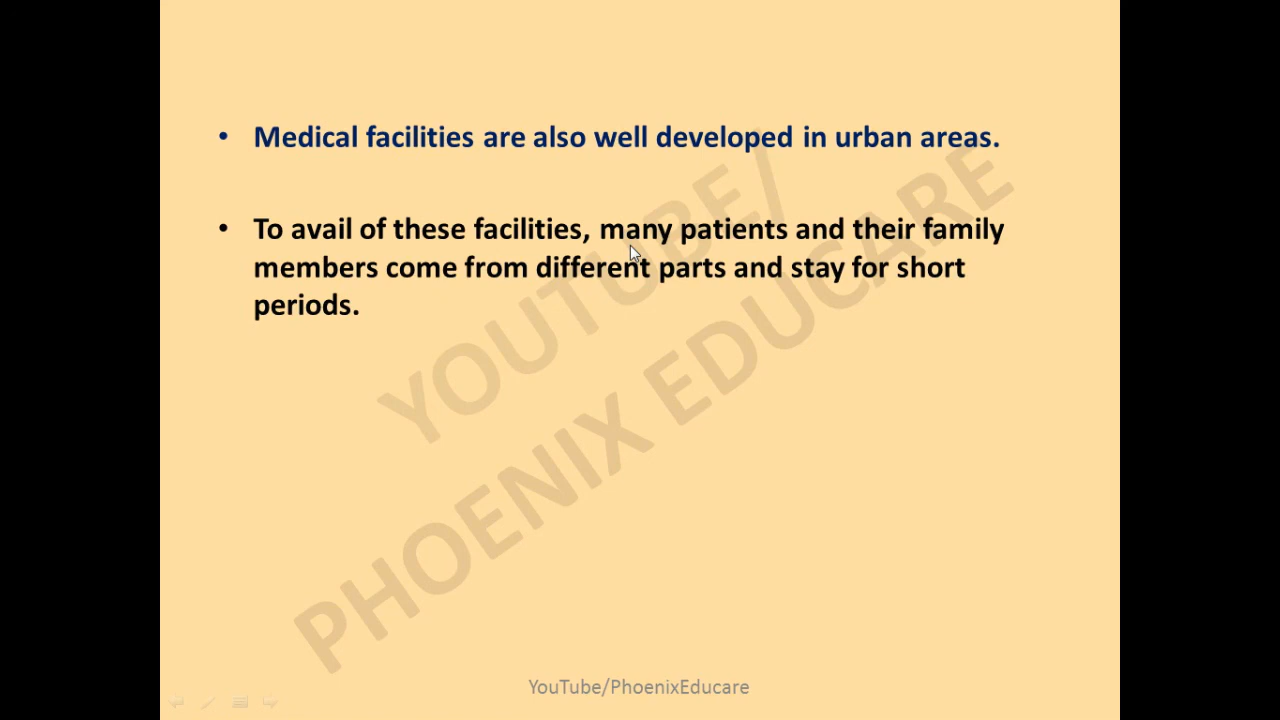 • Medical facilities are also well developed in urban areas.
• To avail of these facilities, many patients and their family
members come from different parts and stay for short
periods.
YOUTUBE/
PHOENIX EDUCARE
YouTube/PhoenixEducare